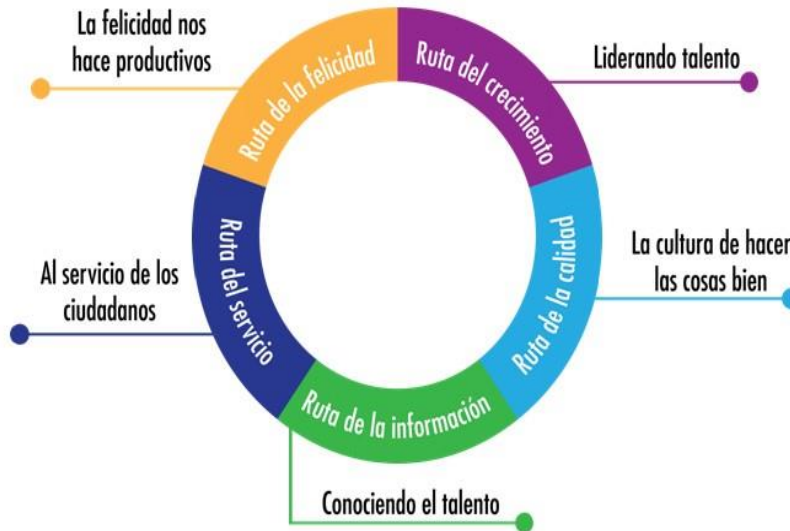 La felicidad nos
hace productivos
Ruta de la felicidad
Ruta del crecimiento
Liderando talento
La cultura de hacer
las cosas bien
Ruta de la calidad
Al servicio de los
ciudadanos
Ruta del servicio
Ruta de la información
Conociendo el talento